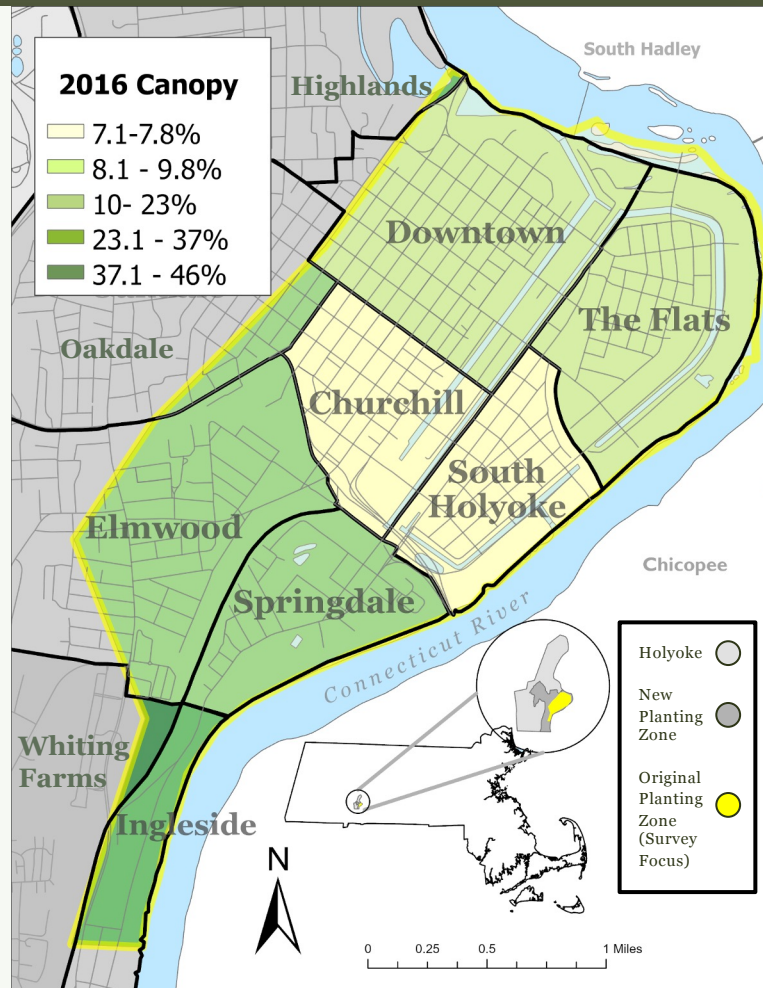 South Hadley
2016 Canopy
7.1-7.8%
8.1 - 9.8%
10- 23%
23.1 - 37%
37.1 - 46%
Highlands
Downtown
The Flats
Oakdale
Churchill
South
Holyoke
Elmwood
Springdale
Chicopee
Connecticut River
Whiting
Farms
Ingleside
Holyoke
New
Planting
Zone
Original
Planting
Zone
(Survey
Focus)
N
0 0.25 0.5 1 Miles